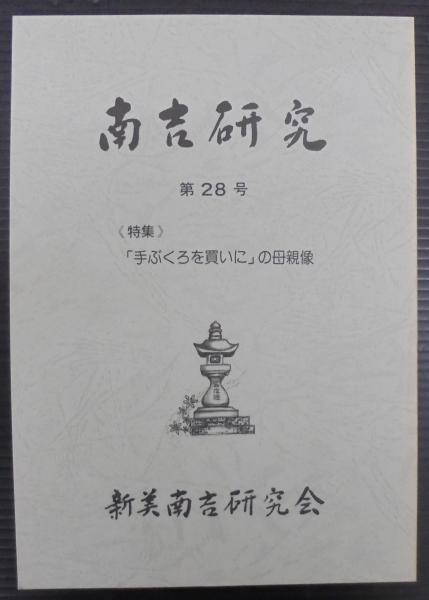 南吉研究
第28号
《特集》
「手ぶくろを買いに」の母親像
新美南吉研究会